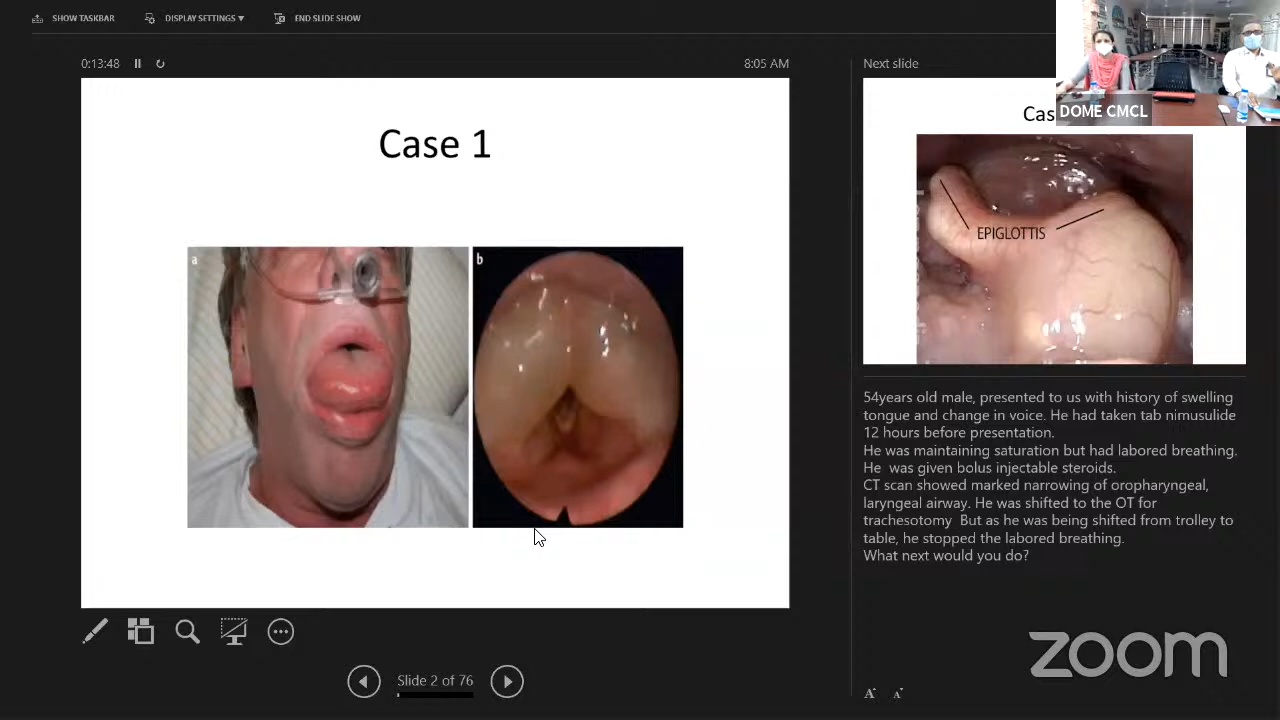 SHOW TASKBAR
DISPLAY SETTINGS ▼
END SLIDE SHOW
0:13:48
8:05 AM
Case 1
a
b
Slide 2 of 76
Next slide
Cas
DOME CMCL
EPIGLOTTIS
54years old male, presented to us with history of swelling
tongue and change in voice. He had taken tab nimusulide
12 hours before presentation.
He was maintaining saturation but had labored breathing.
He was given bolus injectable steroids.
CT scan showed marked narrowing of oropharyngeal,
laryngeal airway. He was shifted to the OT for
trachesotomy But as he was being shifted from trolley to
table, he stopped the labored breathing.
What next would you do?
A A
zoom